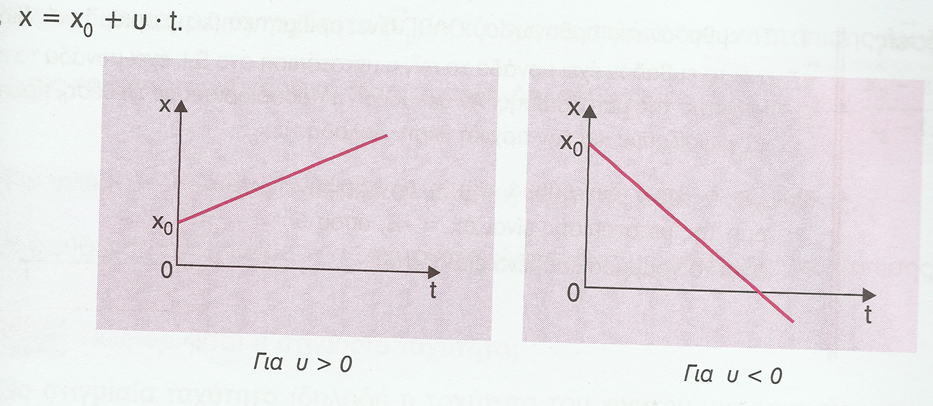 x = x₀ + υ · t.
x
x₀
0
t
Για υ > 0
x
x₀
0
t
Για υ < 0